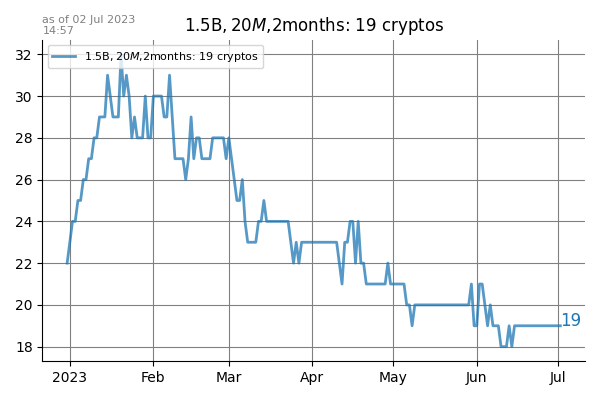 as of 02 Jul 2023
14:57
1.5B, 20M,2months: 19 cryptos
1.5B, 20M,2months: 19 cryptos
32
30
28
26
24
22
20
18
19
2023 Feb Mar Apr May Jun Jul